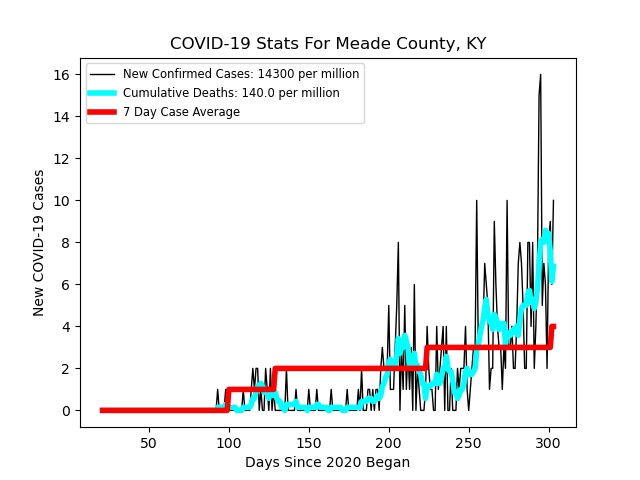 COVID-19 Stats For Meade County, KY
New Confirmed Cases: 14300 per million
Cumulative Deaths: 140.0 per million
7 Day Case Average
New COVID-19 Cases
16
14
12
10
8
6
4
2
0
50 100 150 200 250 300
Days Since 2020 Began